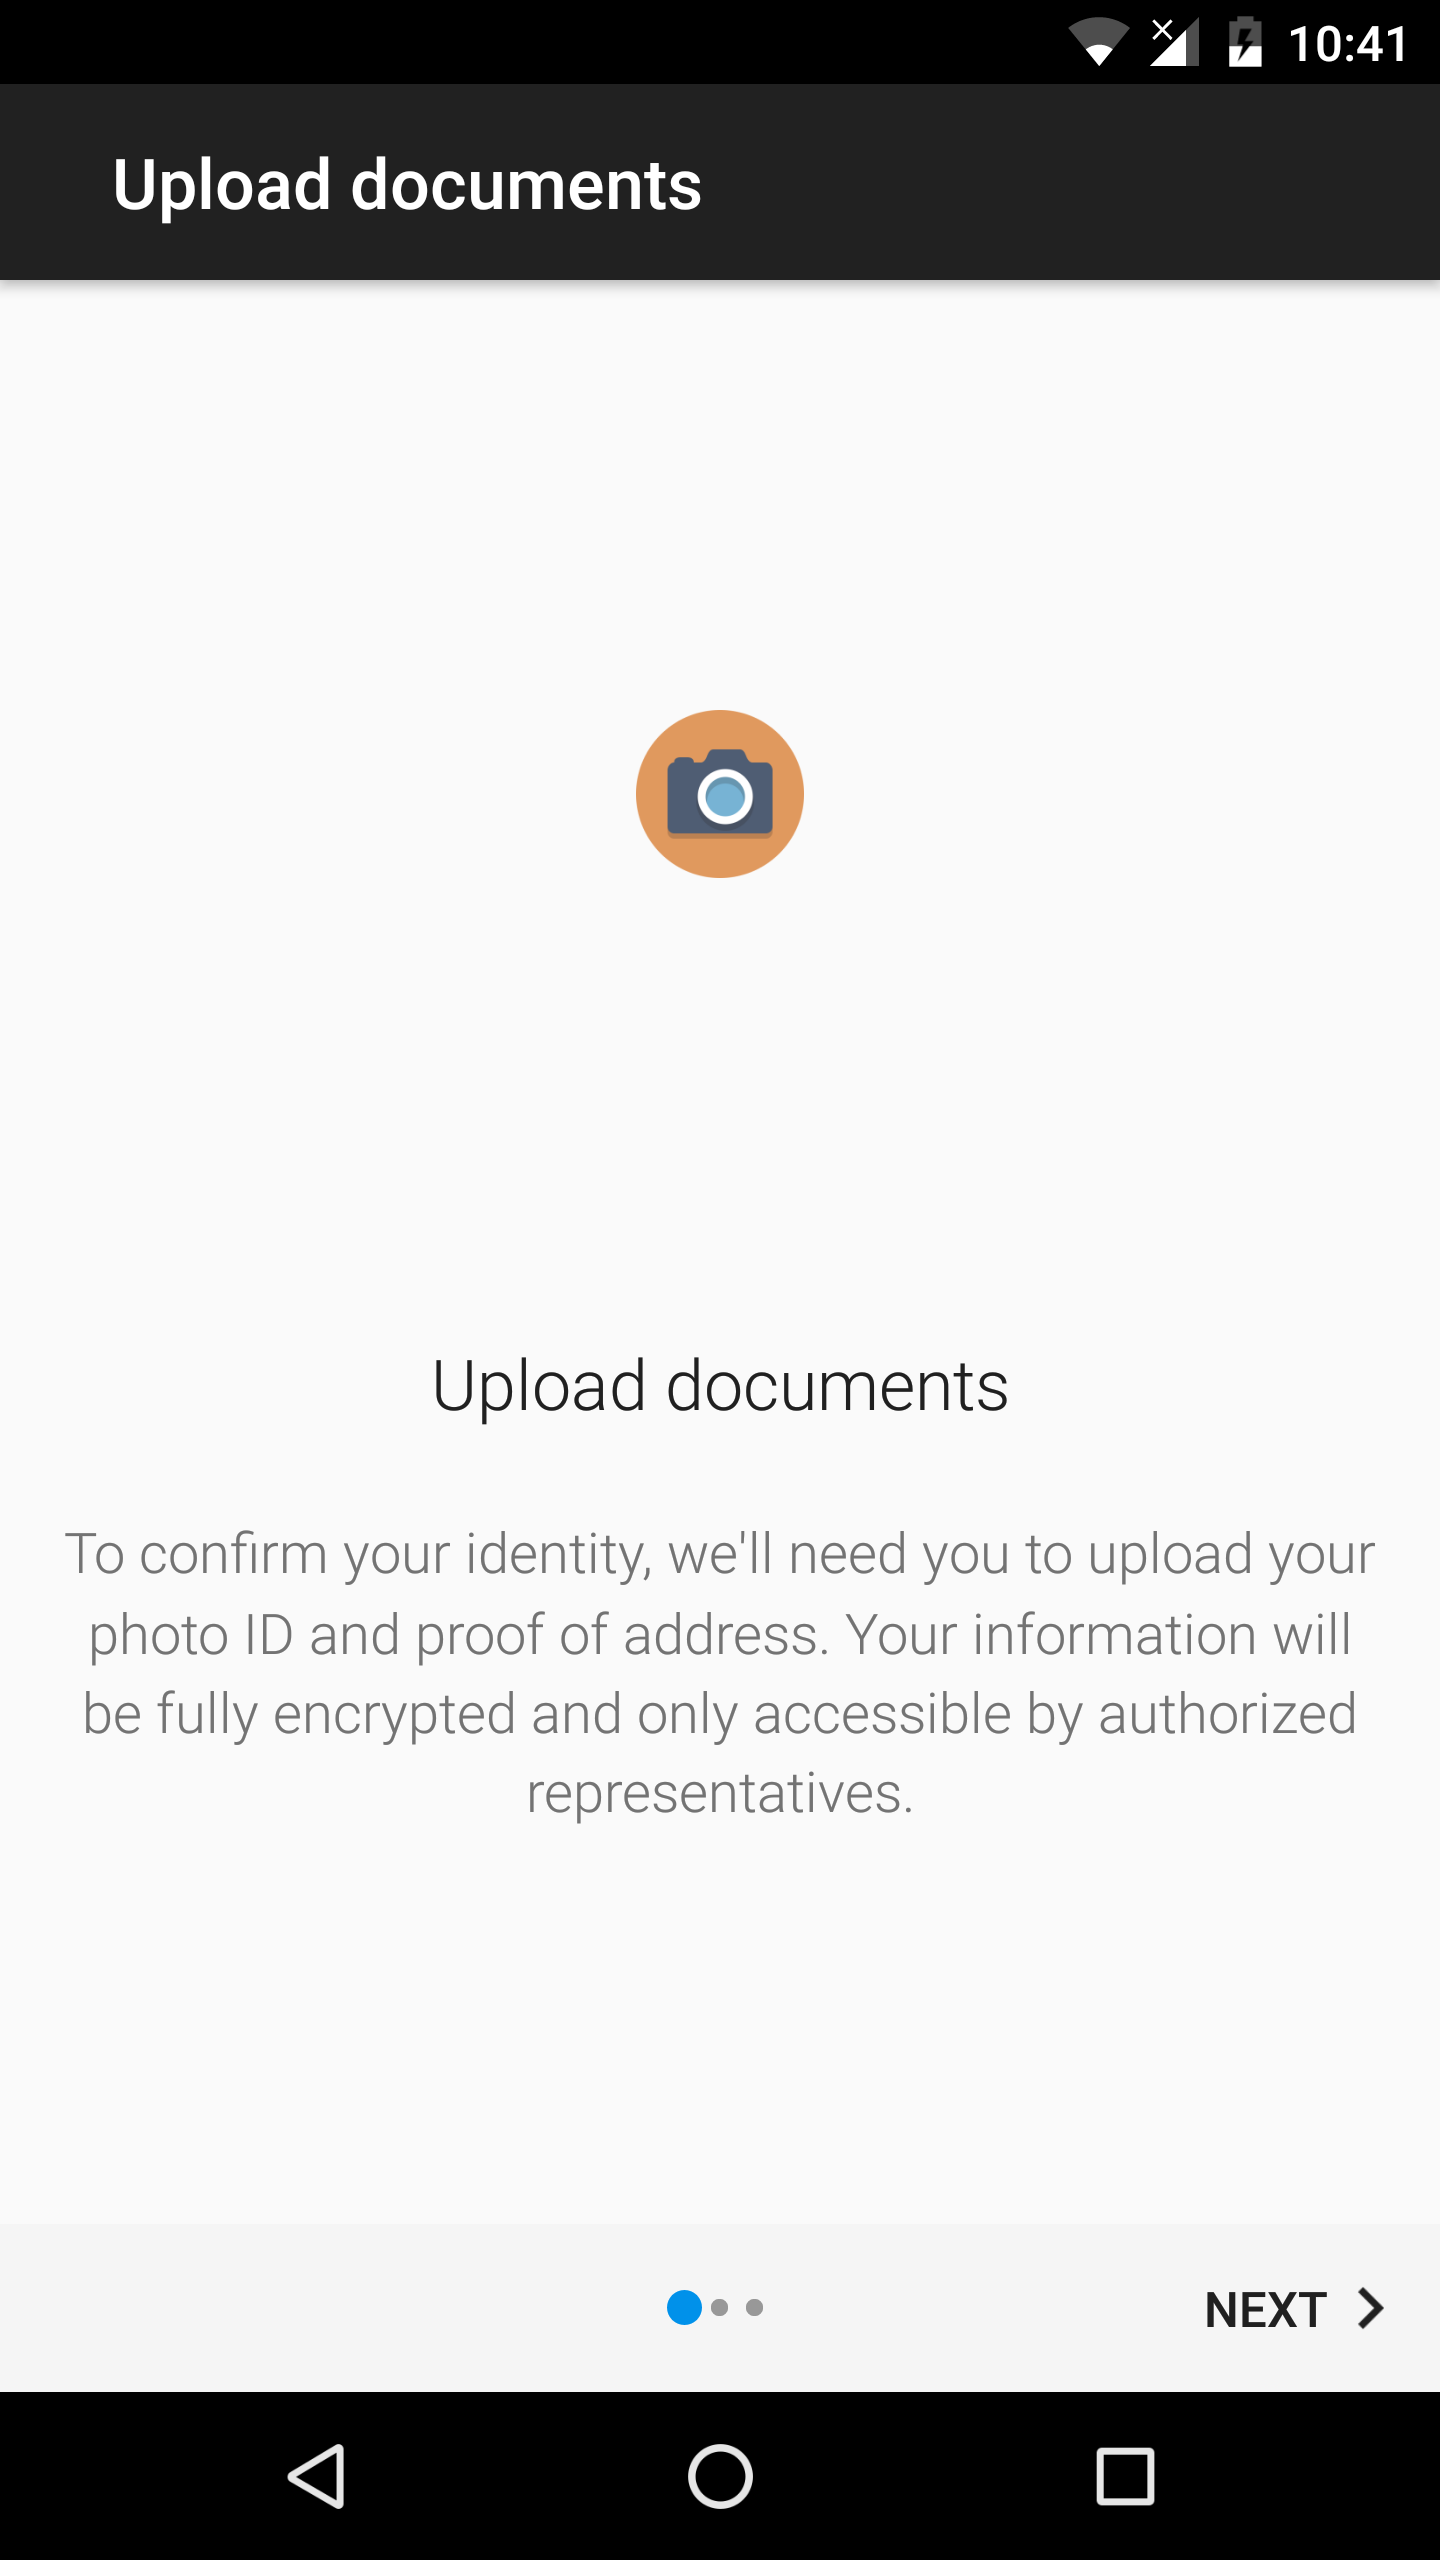 10:41
Upload documents
Upload documents
To confirm your identity, we'll need you to upload your
photo ID and proof of address. Your information will
be fully encrypted and only accessible by authorized
representatives.
NEXT